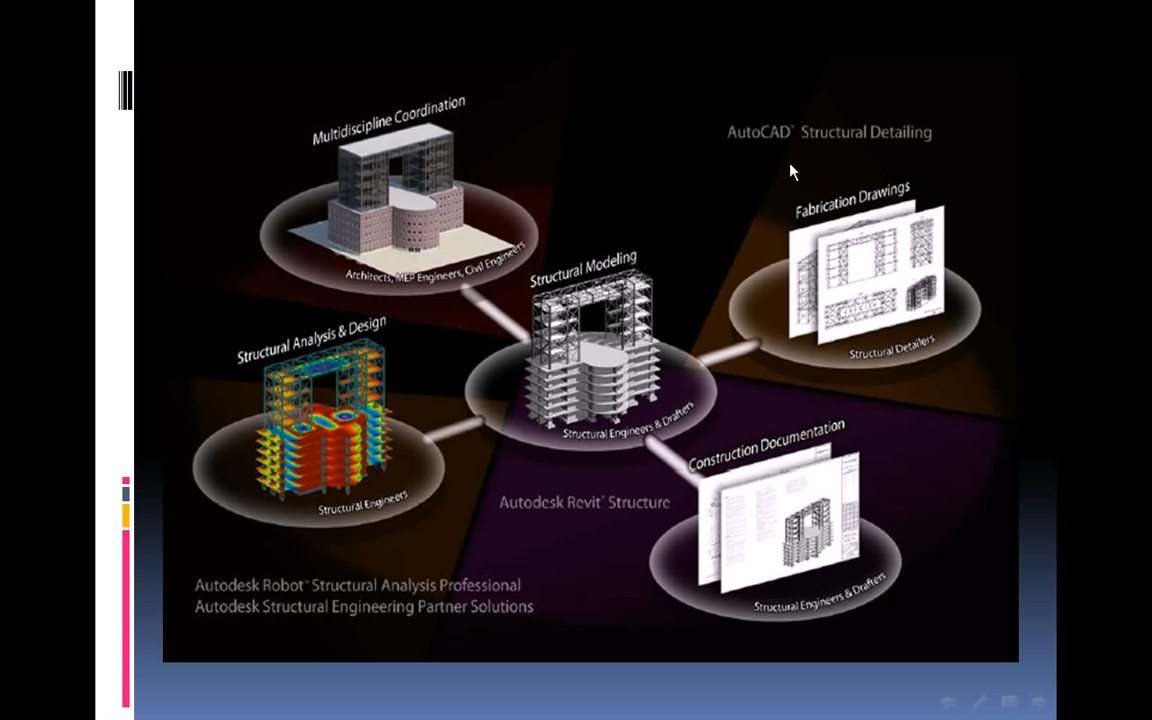 Multidiscipline Coordination
Architects, MEP Engineers, Civil Engineers
AutoCAD® Structural Detailing
Fabrication Drawings
Structural Detailers
Structural Modeling
Structural Engineers & Drafters
Structural Analysis & Design
Structural Engineers
Construction Documentation
Structural Engineers & Drafters
Autodesk Revit® Structure
Autodesk Robot™ Structural Analysis Professional
Autodesk Structural Engineering Partner Solutions